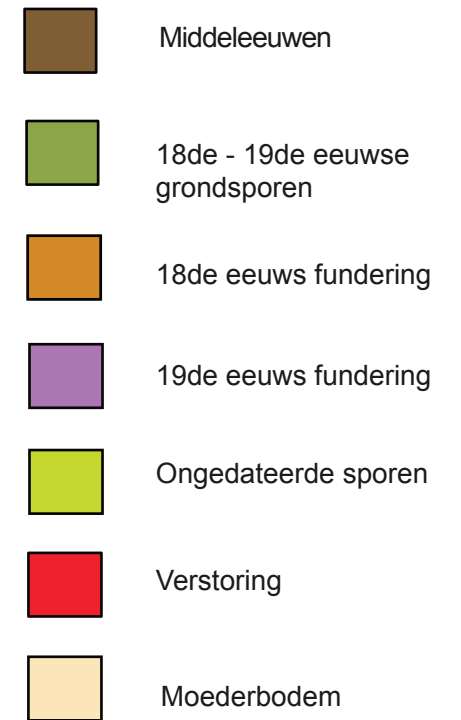 Middeleeuwen
18de - 19de eeuwse
grondsporen
18de eeuws fundering
19de eeuws fundering
Ongedateerde sporen
Verstoring
Moederbodem